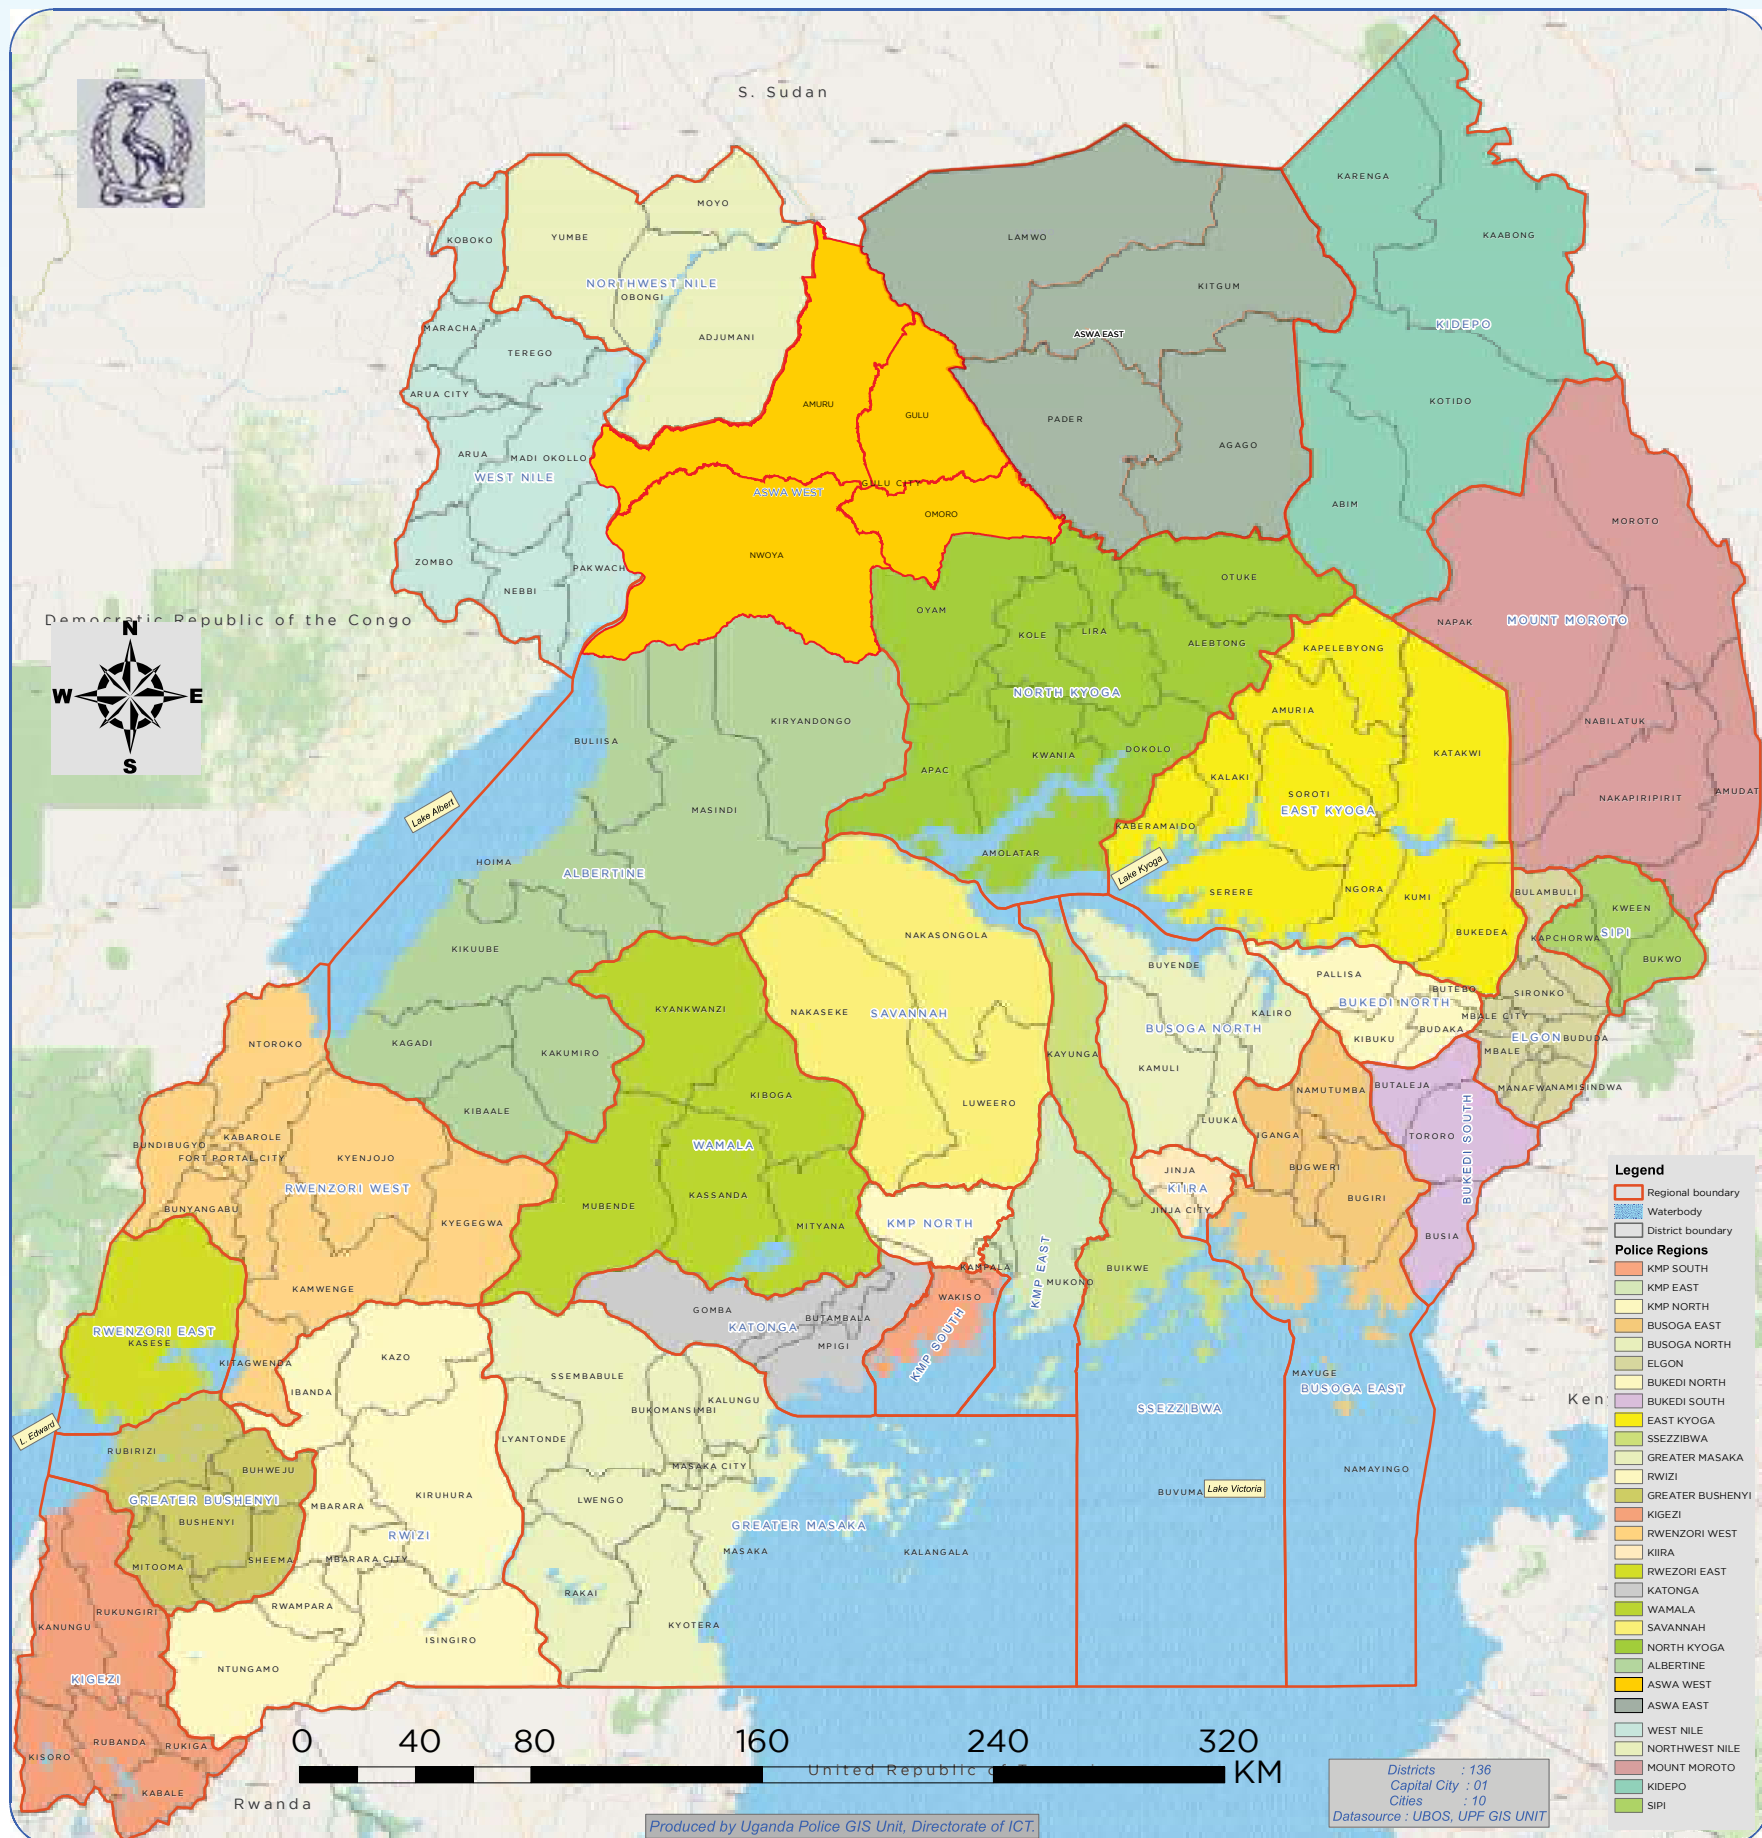 S. Sudan
KARENGA
KAABONG
KIDEPO
MOYO
YUMBE
KOBOKO
NORTHWEST NILE
OBONGI
ADJUMANI
LAMWO
KITGUM
ASWA EAST
MARACHA
TEREGO
ARUA CITY
AMURU
GULU
PADER
AGAGO
KOTIDO
ARUA
MADI OKOLLO
WEST NILE
ASWA WEST
GULU CITY
OMORO
ABIM
MOROTO
NWOYA
ZOMBO
PAKWACH
NEBBI
OTUKE
OYAM
Democratic Republic of the Congo
N
W
E
S
KOLE
LIRA
ALEBTONG
KAPELEBYONG
NAPAK
MOUNT MOROTO
NORTH KYOGA
AMURIA
KIRYANDONGO
NABILATUK
BULIISA
KWANIA
DOKOLO
KATAKWI
APAC
KALAKI
SOROTI
EAST KYOGA
NAKAPIRIPIRIT
AMUDAT
Lake Albert
MASINDI
KABERAMAIDO
AMOLATAR
Lake Kyoga
HOIMA
ALBERTINE
SERERE
NGORA
KUMI
BULAMBULI
KWEEN
SIPI
KAPCHORWA
BUKWO
BUKEDEA
NAKASONGOLA
KIKUUBE
BUYENDE
PALLISA
BUTEBO
SIRONKO
BUKEDI NORTH
KYANKWANZI
NAKASEKE
SAVANNAH
KALIRO
MBALE CITY
BUSOGA NORTH
BUDAKA
ELGON
BUDUDA
KIBUKU
MBALE
NTOROKO
KAGADI
KAKUMIRO
KAYUNGA
KAMULI
NAMUTUMBA
BUTALEJA
MANAFWA
NAMISINDWA
KIBOGA
LUWEERO
KIBAALE
LUUKA
IGANGA
TORORO
BUKEDI SOUTH
BUNDIBUGYO
KABAROLE
FORT PORTAL CITY
KYENJOJO
WAMALA
JINJA
BUGWERI
RWENZORI WEST
KASSANDA
KIIRA
BUGIRI
BUNYANGABU
KYEGEGWA
MUBENDE
MITYANA
KMP NORTH
JINJA CITY
BUSIA
KAMPALA
KMP EAST
MUKONO
BUIKWE
KAMWENGE
WAKISO
GOMBA
BUTAMBALA
KATONGA
MPIGI
KMP SOUTH
RWENZORI EAST
KASESE
KITAGWENDA
KAZO
IBANDA
SSEMBABULE
KALUNGU
BUKOMANSIMBI
MAYUGE
BUSOGA EAST
SSEZZIBWA
Ken
L. Edward
RUBIRIZI
LYANTONDE
BUHWEJU
MASAKA CITY
NAMAYINGO
GREATER BUSHENYI
MBARARA
KIRUHURA
LWENGO
BUVUMA
Lake Victoria
BUSHENYI
RWIZI
GREATER MASAKA
MASAKA
KALANGALA
MITOOMA
SHEEMA
MBARARA CITY
RAKAI
RUKUNGIRI
RWAMPARA
KANUNGU
ISINGIRO
KYOTERA
KIGEZI
NTUNGAMO
RUBANDA
RUKIGA
KISORO
KABALE
Rwanda
United Republic of
0 40 80 160 240 320
KM
Produced by Uganda Police GIS Unit, Directorate of ICT.
Districts : 136
Capital City : 01
Cities : 10
Datasource : UBOS, UPF GIS UNIT
Legend
Regional boundary
Waterbody
District boundary
Police Regions
KMP SOUTH
KMP EAST
KMP NORTH
BUSOGA EAST
BUSOGA NORTH
ELGON
BUKEDI NORTH
BUKEDI SOUTH
EAST KYOGA
SSEZZIBWA
GREATER MASAKA
RWIZI
GREATER BUSHENYI
KIGEZI
RWENZORI WEST
KIIRA
RWEZORI EAST
KATONGA
WAMALA
SAVANNAH
NORTH KYOGA
ALBERTINE
ASWA WEST
ASWA EAST
WEST NILE
NORTHWEST NILE
MOUNT MOROTO
KIDEPO
SIPI